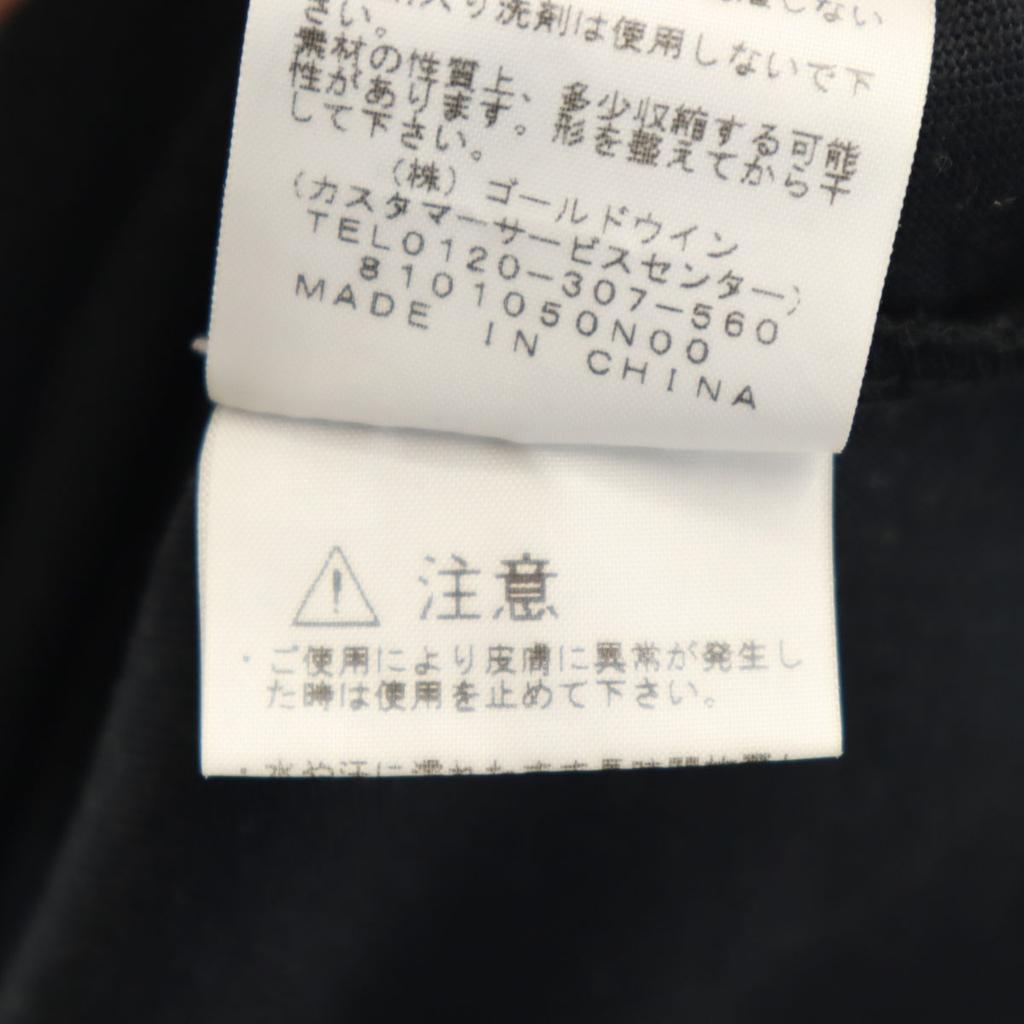 り洗剤は使用しないで下
さい。
素材の性質上、多少収縮する可能
性があります。形を整えてから干
して下さい。
(株)ゴールドウイン
(カスタマーサービスセンター)
TEL0120-307-560
8101050N00
MADE IN CHINA
注意
・ご使用により皮膚に異常が発生し
た時は使用を止めて下さい。